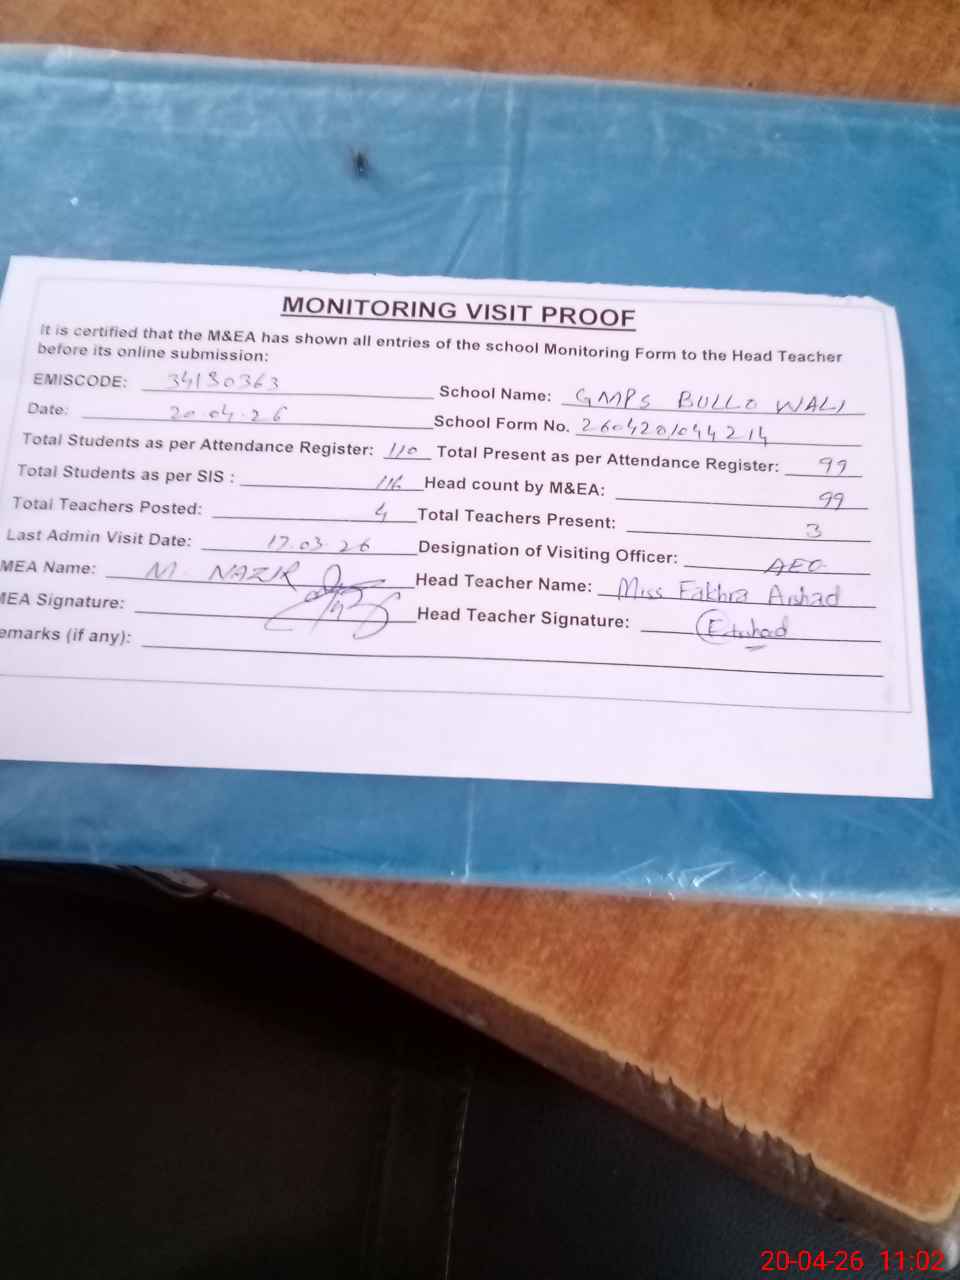 MONITORING VISIT PROOF
It is certified that the M&EA has shown all entries of the school Monitoring Form to the Head Teacher
before its online submission:
EMISCODE: 34130363 School Name: GMPS BULLO WALI
Date: 20.04.26 School Form No. 2604201044214
Total Students as per Attendance Register: 110 Total Present as per Attendance Register: 99
Total Students as per SIS : Head count by M&EA: 99
Total Teachers Posted: 4 Total Teachers Present: 3
Last Admin Visit Date: 17.03.26 Designation of Visiting Officer: AEO
MEA Name: M. NAZIR Head Teacher Name: Miss Fakhra Arshad
MEA Signature: Head Teacher Signature:
emarks (if any):
20-04-26 11:02